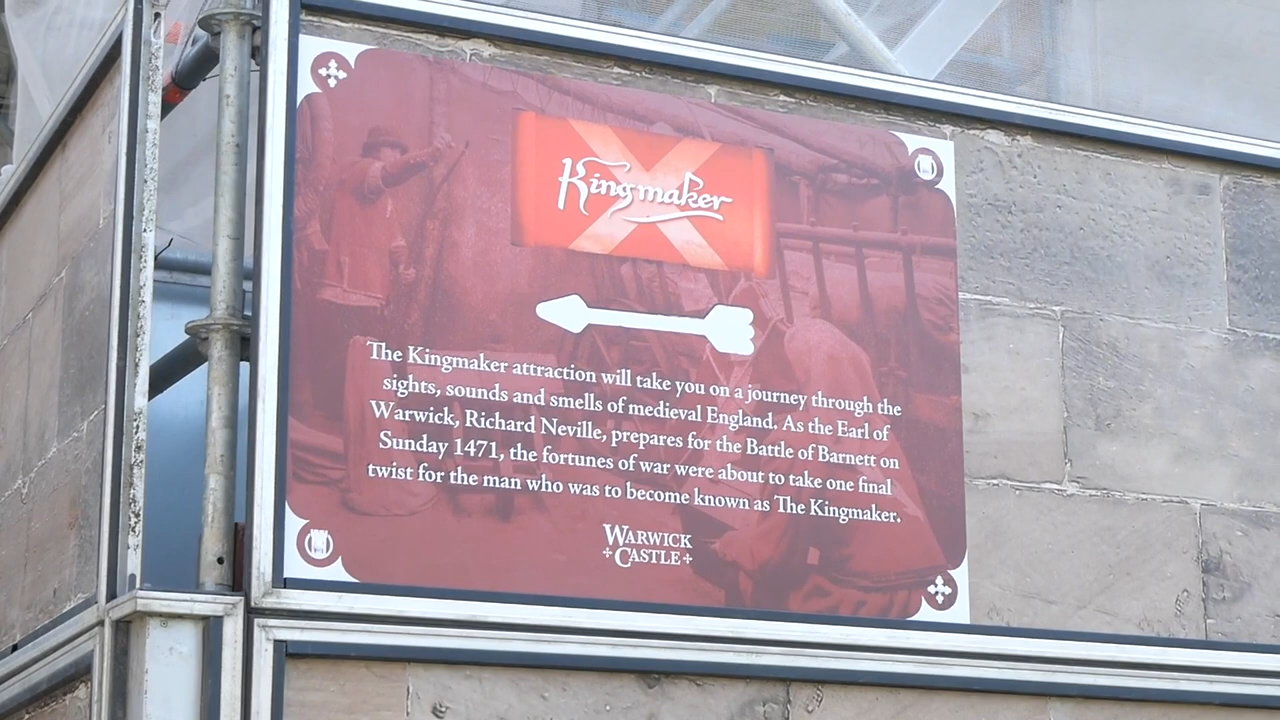 Kingmaker
The Kingmaker attraction will take you on a journey through the
sights, sounds and smells of medieval England. As the Earl of
Warwick, Richard Neville, prepares for the Battle of Barnett on
Sunday 1471, the fortunes of war were about to take one final
twist for the man who was to become known as The Kingmaker.
WARWICK
CASTLE